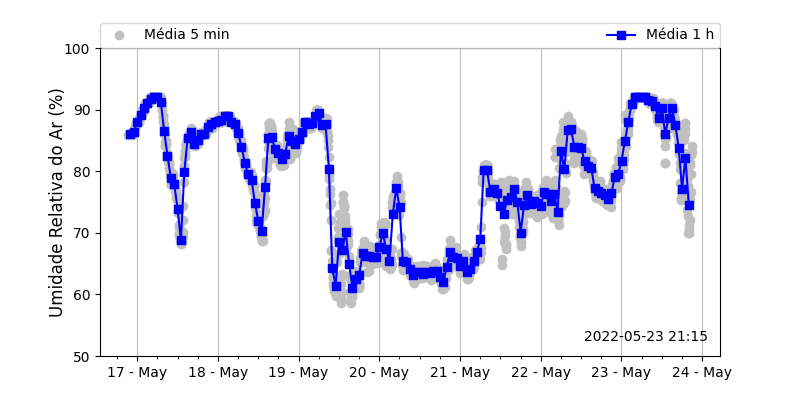 Média 5 min
Média 1 h
Umidade Relativa do Ar (%)
100
90
80
70
60
50
2022-05-23 21:15
17 - May
18 - May
19 - May
20 - May
21 - May
22 - May
23 - May
24 - May